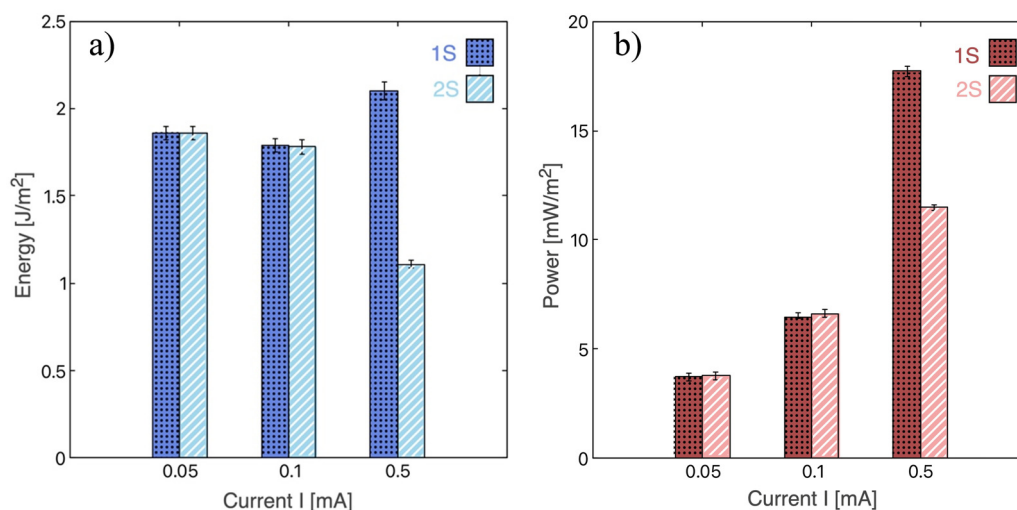 a)
1S
2S
Energy [J/m²]
2.5
2
1.5
1
0.5
0
0.05 0.1 0.5
Current I [mA]
b)
1S
2S
Power [mW/m²]
20
15
10
5
0
0.05 0.1 0.5
Current I [mA]